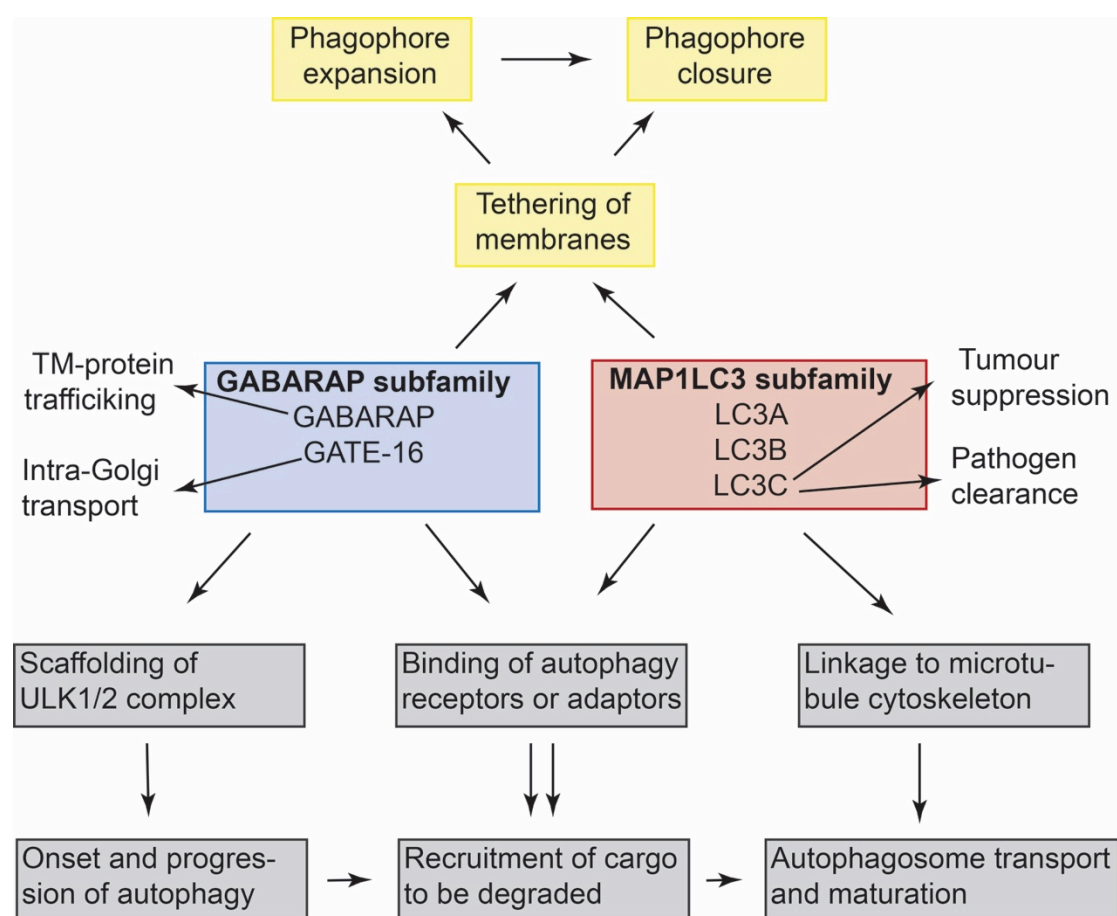 Phagophore
expansion
Phagophore
closure
Tethering of
membranes
TM-protein
trafficiking
Intra-Golgi
transport
GABARAP subfamily
GABARAP
GATE-16
MAP1LC3 subfamily
LC3A
LC3B
LC3C
Tumour
suppression
Pathogen
clearance
Scaffolding of
ULK1/2 complex
Binding of autophagy
receptors or adaptors
Linkage to microtu-
bule cytoskeleton
Onset and progres-
sion of autophagy
Recruitment of cargo
to be degraded
Autophagosome transport
and maturation